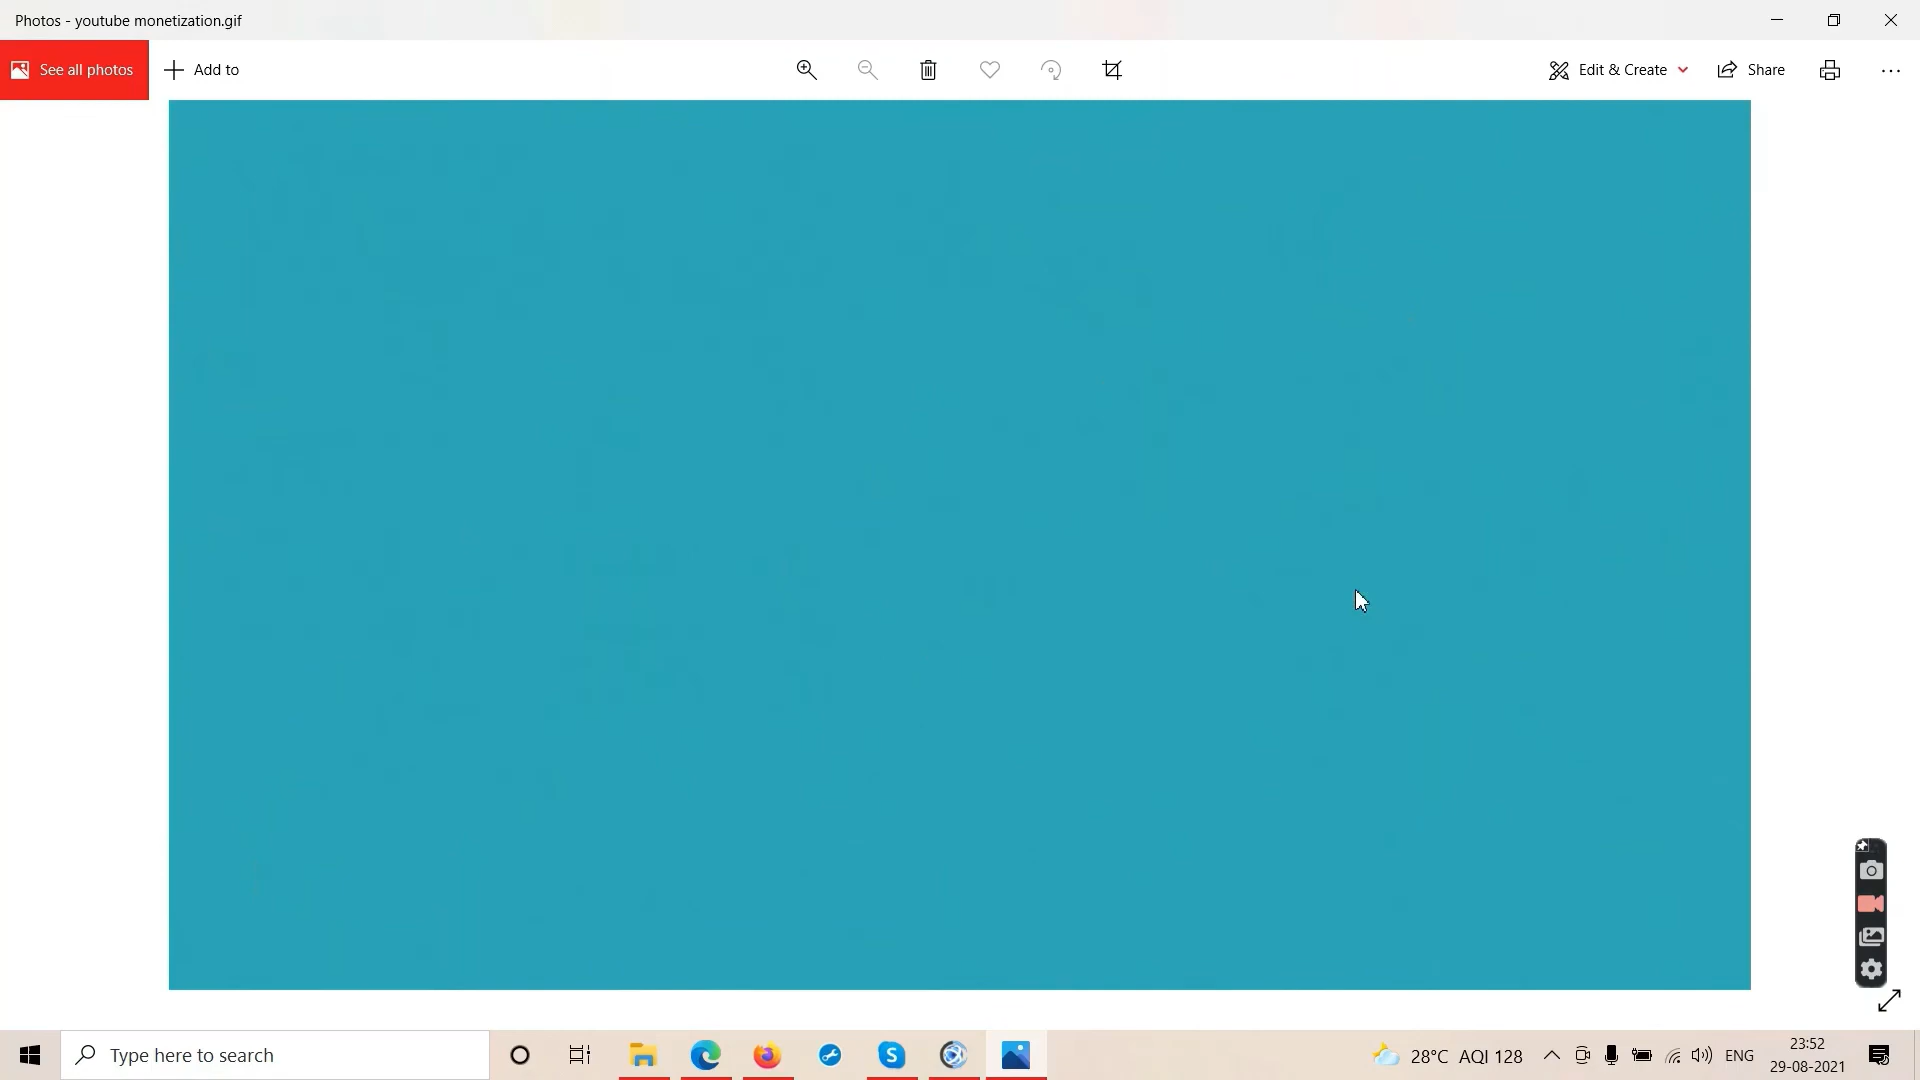 Photos - youtube monetization.gif
See all photos
Add to
Edit & Create
Share
Type here to search
28°C AQI 128
ENG
23:52
29-08-2021